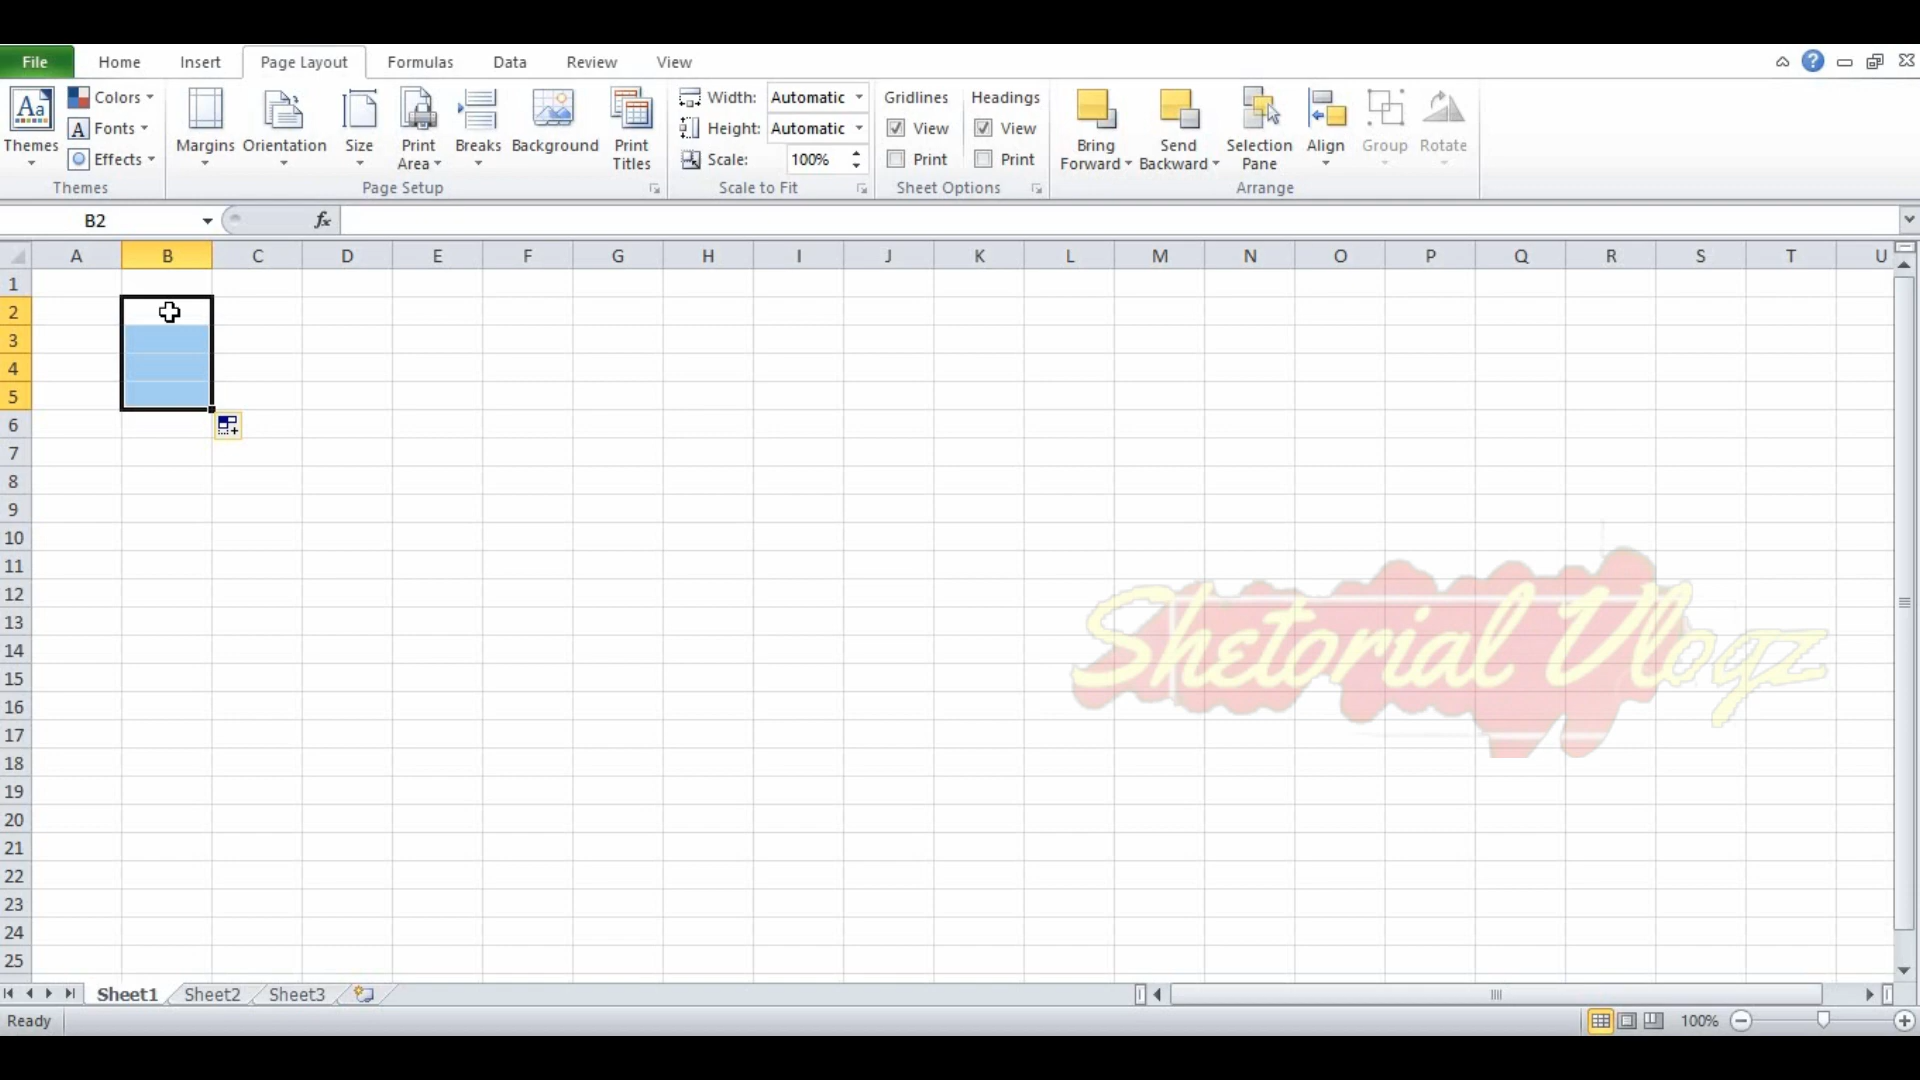 File Home Insert Page Layout Formulas Data Review View
Aa Colors Width: Automatic Gridlines Headings
A Fonts Height: Automatic View View
Themes Effects Margins Orientation Size Print Area Breaks Background Print Titles Scale: 100% Print Print Bring Forward Send Backward Selection Pane Align Group Rotate
Themes Page Setup Scale to Fit Sheet Options Arrange
B2 fx
A B C D E F G H I J K L M N O P Q R S T U
1
2
3
4
5
6
7
8
9
10
11
12
13
14
15
16
17
18
19
20
21
22
23
24
25
Shetorial Vlogz
Sheet1 Sheet2 Sheet3
Ready 100%